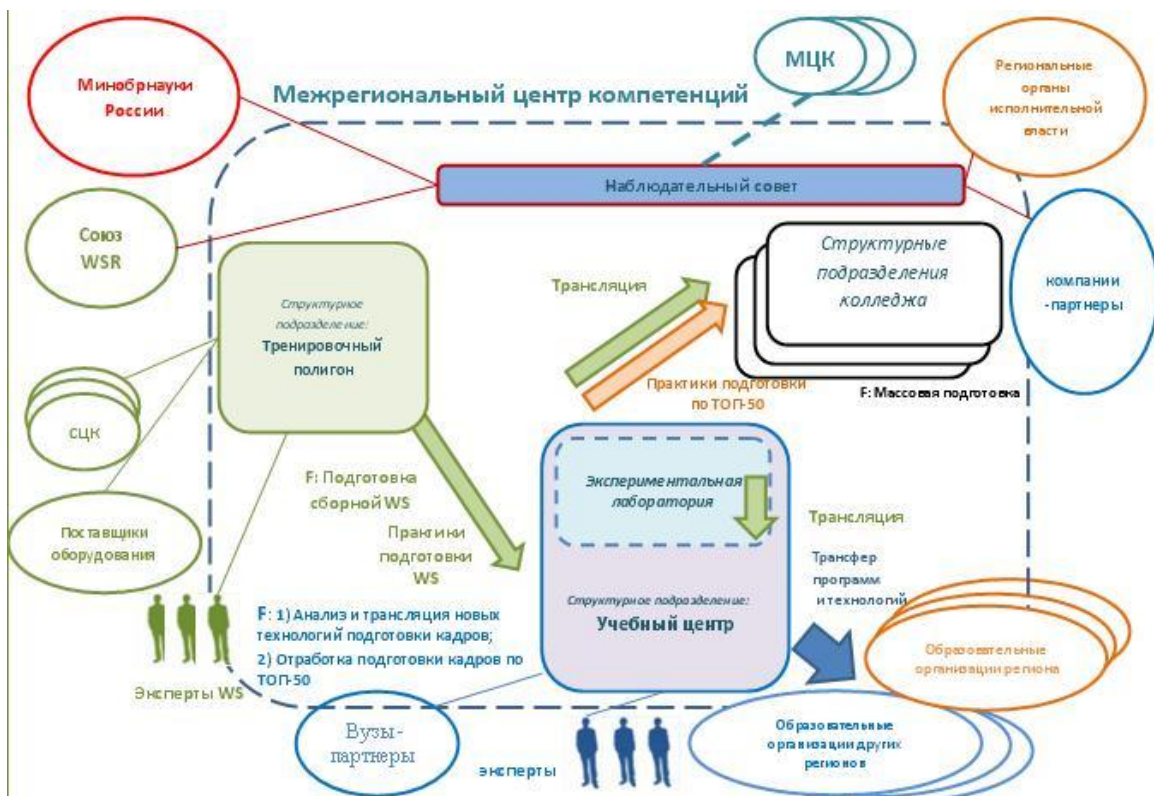 Минобрнауки
России
МЦК
Региональные
органы
исполнительной
власти
Межрегиональный центр компетенций
Наблюдательный совет
Союз
WSR
Структурные
подразделения
колледжа
Трансляция
компании
-партнеры
Структурное
подразделение:
Тренировочный
полигон
Практики подготовки
по ТОП-50
F: Массовая подготовка
СЦК
F: Подготовка
сборной WS
Экспериментальная
лаборатория
Поставщики
оборудования
Практики
подготовки
WS
Трансляция
Трансфер
программ
и технологий
Структурное подразделение:
Учебный центр
F: 1) Анализ и трансляция новых
технологий подготовки кадров;
2) Отработка подготовки кадров по
ТОП-50
Образовательные
организации региона
Эксперты WS
Вузы-
партнеры
эксперты
Образовательные
организации других
регионов